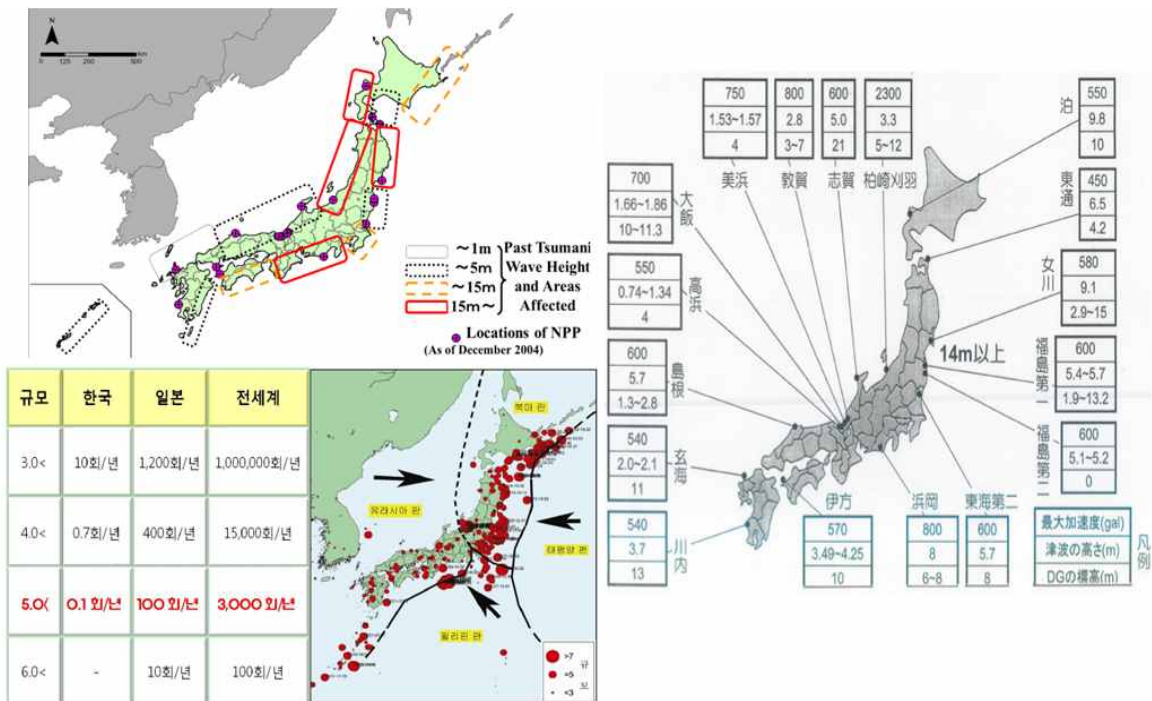 N
0 125 250 500
Km
~1m
~5m
~15m
15m~
Past Tsumani
Wave Height
and Areas
Affected
Locations of NPP
(As of December 2004)
규모 한국 일본 전세계
3.0< 10회/년 1,200회/년 1,000,000회/년
4.0< 0.7회/년 400회/년 15,000회/년
5.0< 0.1 회/년 100 회/년 3,000 회/년
6.0< - 10회/년 100회/년
북미 판
유라시아 판
태평양 판
필리핀 판
>7
=5
<3
규모
750
1.53~1.57
4
美浜
800
2.8
3~7
敦賀
600
5.0
21
志賀
2300
3.3
5~12
柏崎刈羽
550
9.8
10
泊
450
6.5
4.2
東通
580
9.1
2.9~15
女川
14m以上
600
5.4~5.7
1.9~13.2
福島第一
600
5.1~5.2
0
福島第二
700
1.66~1.86
10~11.3
大飯
550
0.74~1.34
4
高浜
600
5.7
1.3~2.8
島根
540
2.0~2.1
11
玄海
540
3.7
13
川内
伊方
570
3.49~4.25
10
浜岡
800
8
6~8
東海第二
600
5.7
8
最大加速度(gal)
津波の高さ(m)
DGの標高(m)
凡例